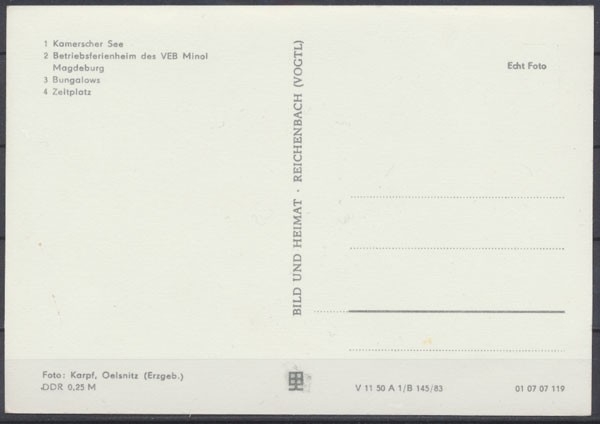 1 Kamerscher See
2 Betriebsferienheim des VEB Minol
Magdeburg
3 Bungalows
4 Zeltplatz
Foto: Karpf, Oelsnitz (Erzgeb.)
DDR 0,25 M
BILD UND HEIMAT · REICHENBACH (VOGTL)
Echt Foto
V 11 50 A 1/B 145/83
01 07 07 119